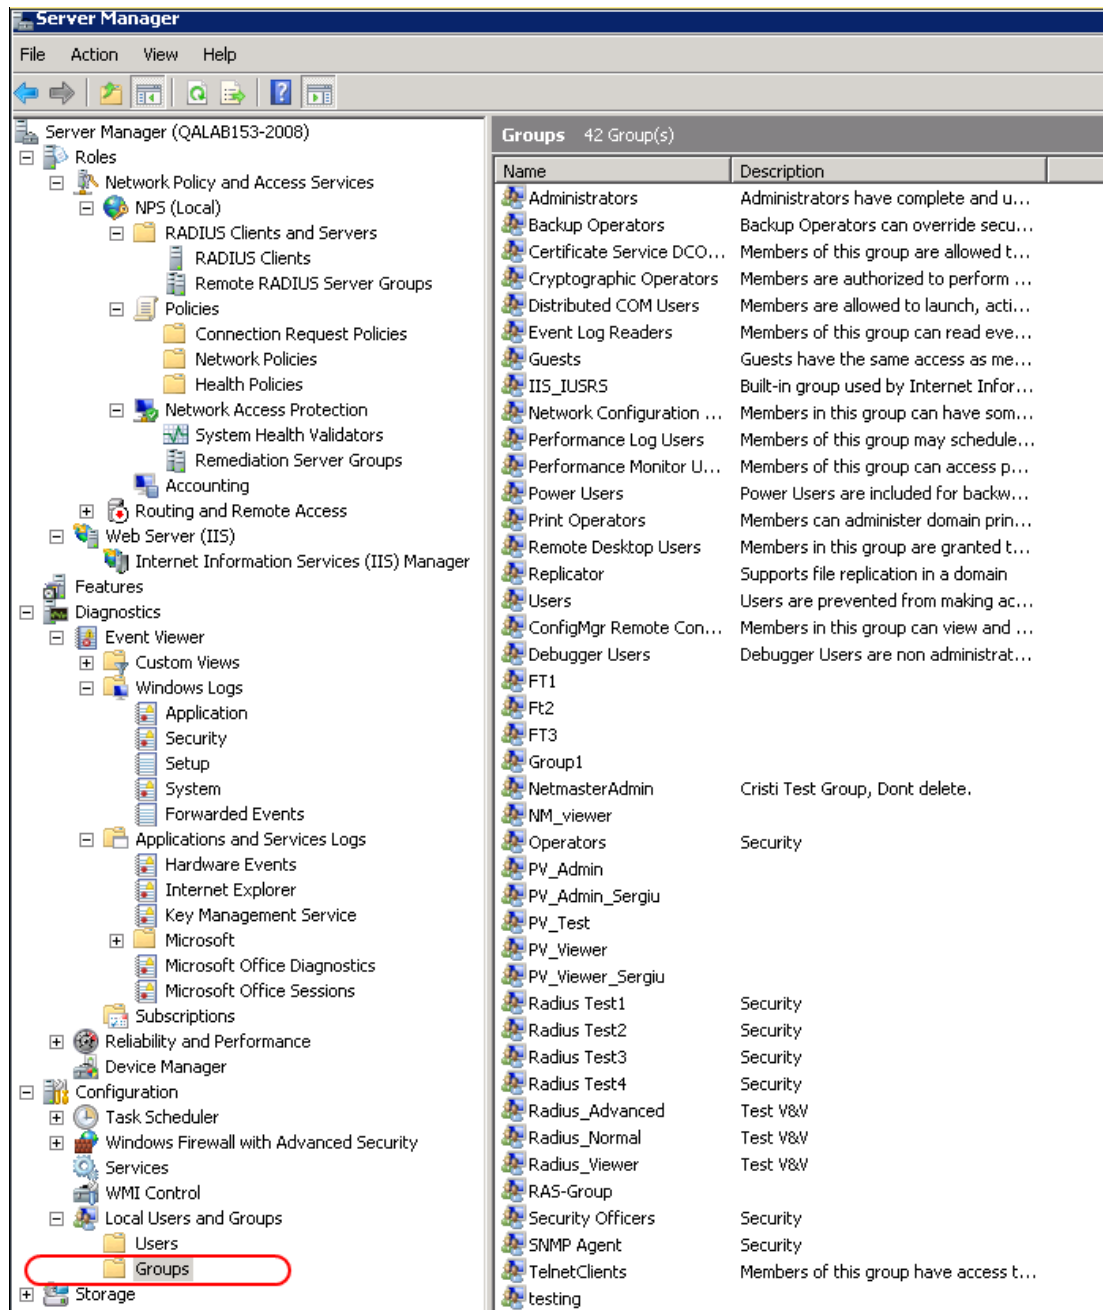 Server Manager
File Action View Help
Server Manager (QALAB153-2008)
Roles
Network Policy and Access Services
NPS (Local)
RADIUS Clients and Servers
RADIUS Clients
Remote RADIUS Server Groups
Policies
Connection Request Policies
Network Policies
Health Policies
Network Access Protection
System Health Validators
Remediation Server Groups
Accounting
Routing and Remote Access
Web Server (IIS)
Internet Information Services (IIS) Manager
Features
Diagnostics
Event Viewer
Custom Views
Windows Logs
Application
Security
Setup
System
Forwarded Events
Applications and Services Logs
Hardware Events
Internet Explorer
Key Management Service
Microsoft
Microsoft Office Diagnostics
Microsoft Office Sessions
Subscriptions
Reliability and Performance
Device Manager
Configuration
Task Scheduler
Windows Firewall with Advanced Security
Services
WMI Control
Local Users and Groups
Users
Groups
Storage
Groups 42 Group(s)
Name Description
Administrators Administrators have complete and u...
Backup Operators Backup Operators can override secu...
Certificate Service DCO... Members of this group are allowed t...
Cryptographic Operators Members are authorized to perform ...
Distributed COM Users Members are allowed to launch, acti...
Event Log Readers Members of this group can read eve...
Guests Guests have the same access as me...
IIS_IUSRS Built-in group used by Internet Infor...
Network Configuration ... Members in this group can have som...
Performance Log Users Members of this group may schedule...
Performance Monitor U... Members of this group can access p...
Power Users Power Users are included for backw...
Print Operators Members can administer domain prin...
Remote Desktop Users Members in this group are granted t...
Replicator Supports file replication in a domain
Users Users are prevented from making ac...
ConfigMgr Remote Con... Members in this group can view and ...
Debugger Users Debugger Users are non administrat...
FT1
Ft2
FT3
Group1
NetmasterAdmin Cristi Test Group, Dont delete.
NM_viewer
Operators Security
PV_Admin
PV_Admin_Sergiu
PV_Test
PV_Viewer
PV_Viewer_Sergiu
Radius Test1 Security
Radius Test2 Security
Radius Test3 Security
Radius Test4 Security
Radius_Advanced Test V&V
Radius_Normal Test V&V
Radius_Viewer Test V&V
RAS-Group
Security Officers Security
SNMP Agent Security
TelnetClients Members of this group have access t...
testing